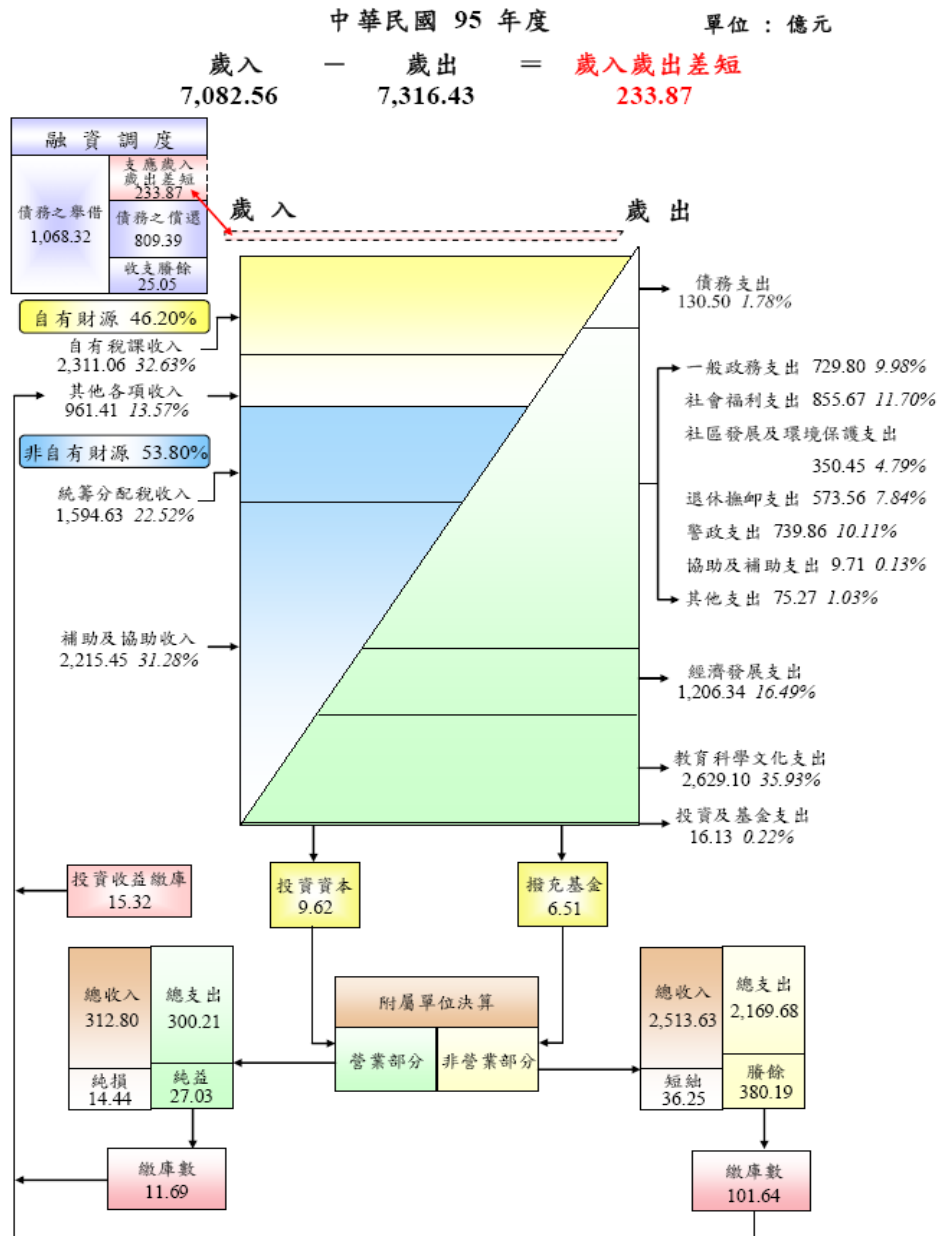 中華民國 95 年度
單位 : 億元
歲入 － 歲出 ＝ 歲入歲出差短
7,082.56 7,316.43 233.87
融資調度
債務之舉借
1,068.32
支應歲入
歲出差短
233.87
債務之償還
809.39
收支賸餘
25.05
歲入
歲出
自有財源 46.20%
自有稅課收入
2,311.06 32.63%
其他各項收入
961.41 13.57%
非自有財源 53.80%
統籌分配稅收入
1,594.63 22.52%
補助及協助收入
2,215.45 31.28%
債務支出
130.50 1.78%
一般政務支出 729.80 9.98%
社會福利支出 855.67 11.70%
社區發展及環境保護支出
350.45 4.79%
退休撫卹支出 573.56 7.84%
警政支出 739.86 10.11%
協助及補助支出 9.71 0.13%
其他支出 75.27 1.03%
經濟發展支出
1,206.34 16.49%
教育科學文化支出
2,629.10 35.93%
投資及基金支出
16.13 0.22%
投資收益繳庫
15.32
投資資本
9.62
撥充基金
6.51
總收入
312.80
總支出
300.21
純損
14.44
純益
27.03
附屬單位決算
營業部分
非營業部分
總收入
2,513.63
總支出
2,169.68
短絀
36.25
賸餘
380.19
繳庫數
11.69
繳庫數
101.64